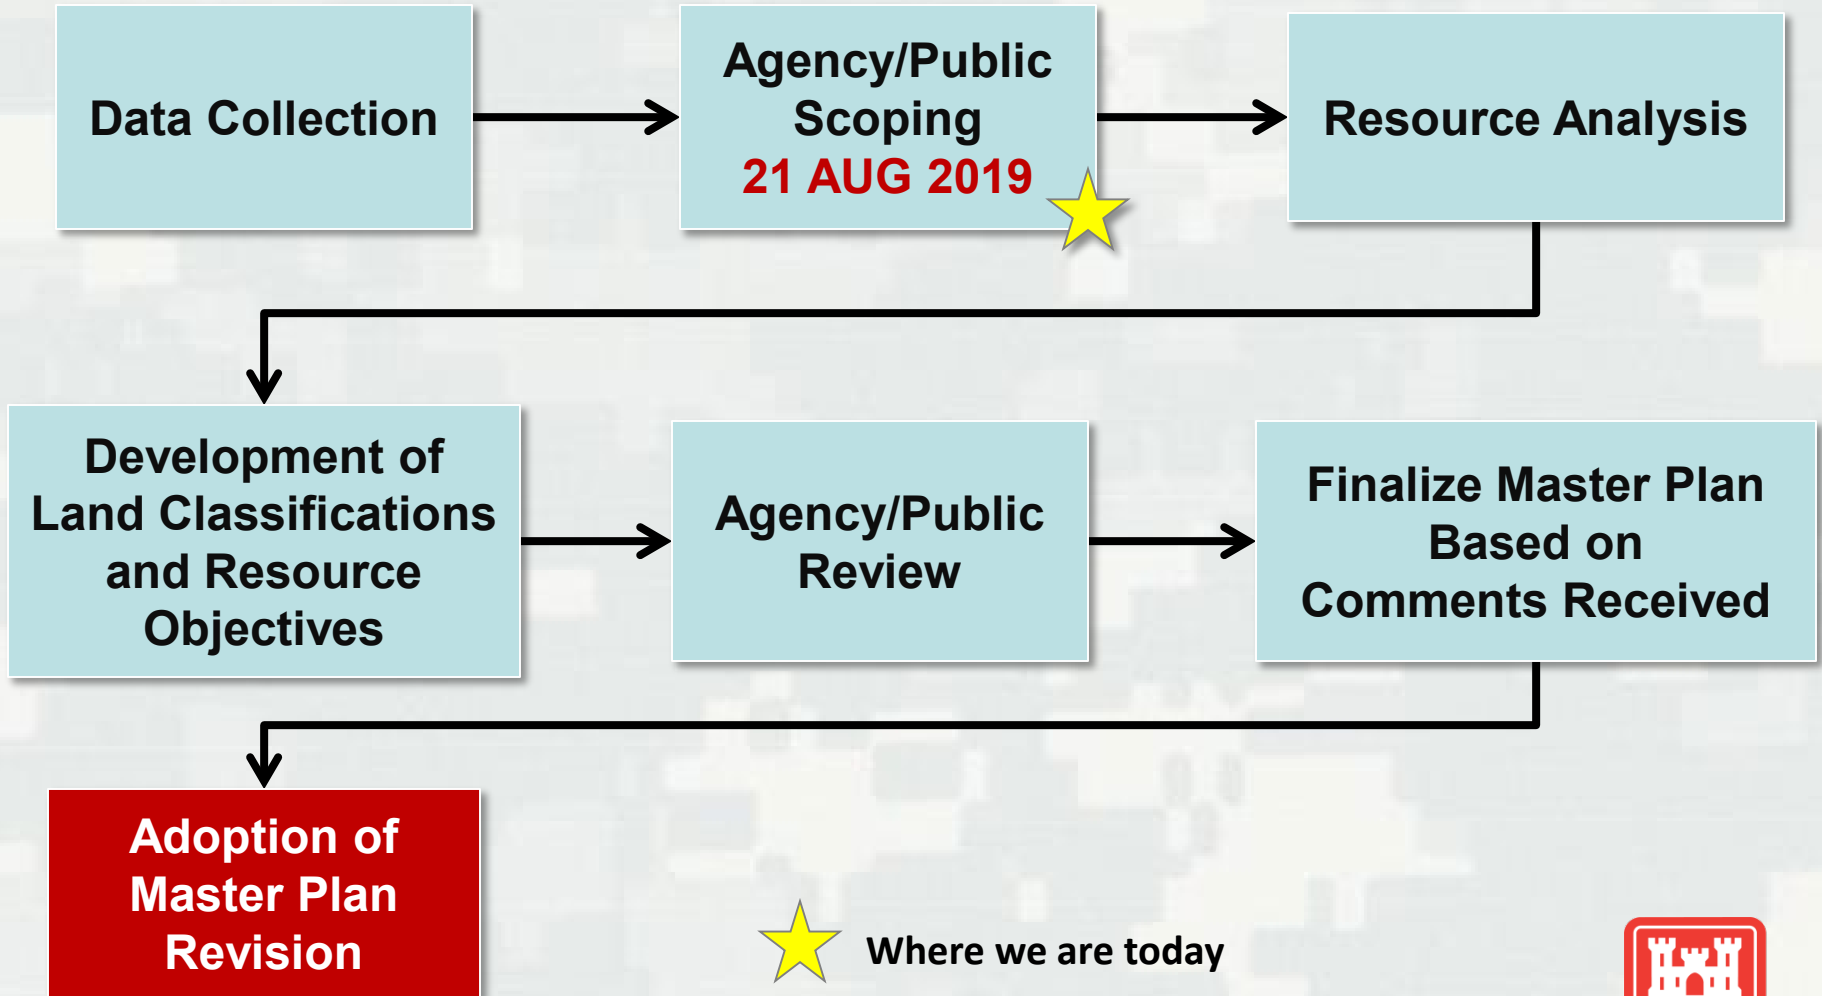 Data Collection
Agency/Public
Scoping
21 AUG 2019
Resource Analysis
Development of
Land Classifications
and Resource
Objectives
Agency/Public
Review
Finalize Master Plan
Based on
Comments Received
Adoption of
Master Plan
Revision
Where we are today